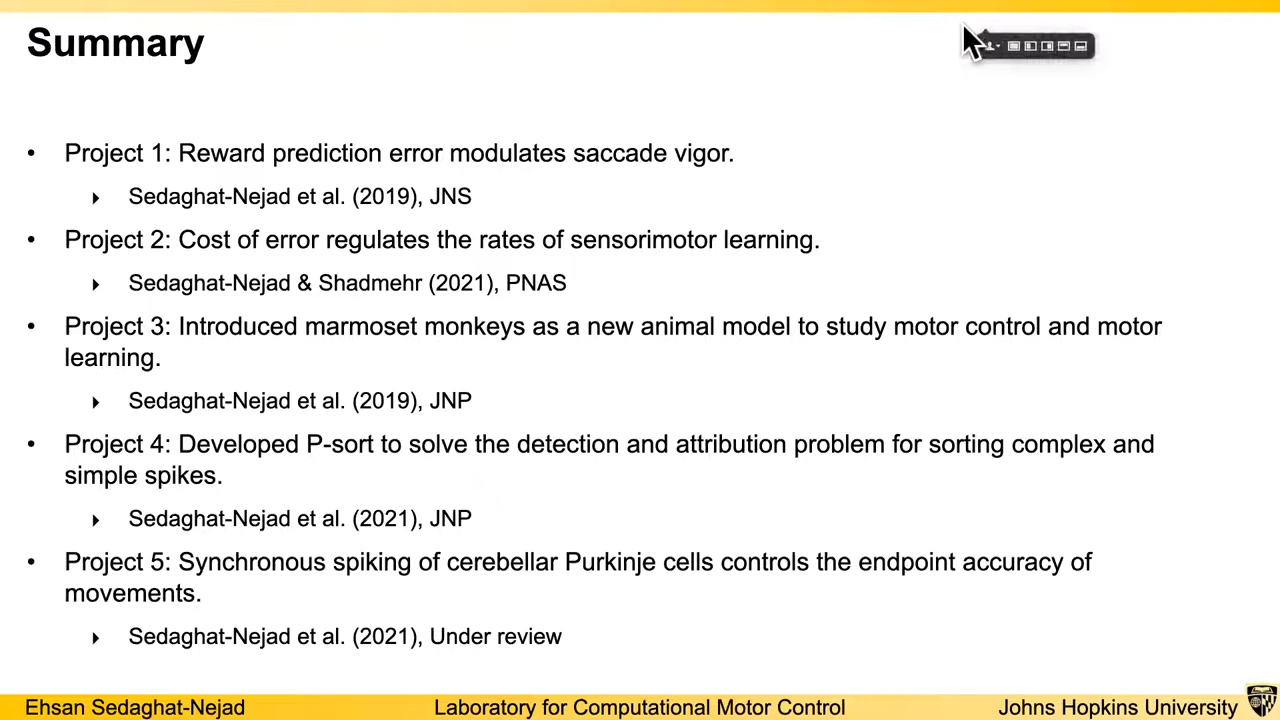 Summary
• Project 1: Reward prediction error modulates saccade vigor.
Sedaghat-Nejad et al. (2019), JNS
• Project 2: Cost of error regulates the rates of sensorimotor learning.
Sedaghat-Nejad & Shadmehr (2021), PNAS
• Project 3: Introduced marmoset monkeys as a new animal model to study motor control and motor
learning.
Sedaghat-Nejad et al. (2019), JNP
• Project 4: Developed P-sort to solve the detection and attribution problem for sorting complex and
simple spikes.
Sedaghat-Nejad et al. (2021), JNP
• Project 5: Synchronous spiking of cerebellar Purkinje cells controls the endpoint accuracy of
movements.
Sedaghat-Nejad et al. (2021), Under review
Ehsan Sedaghat-Nejad Laboratory for Computational Motor Control Johns Hopkins University